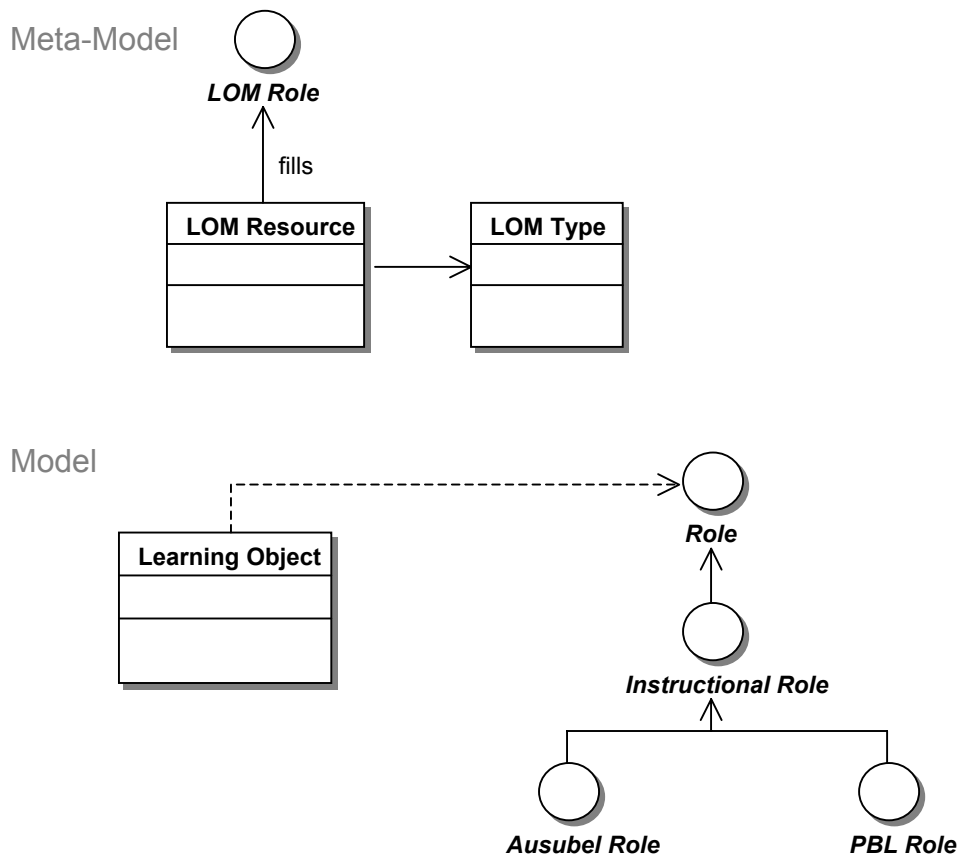 Meta-Model
LOM Role
fills
LOM Resource
LOM Type
Model
Role
Learning Object
Instructional Role
Ausubel Role
PBL Role